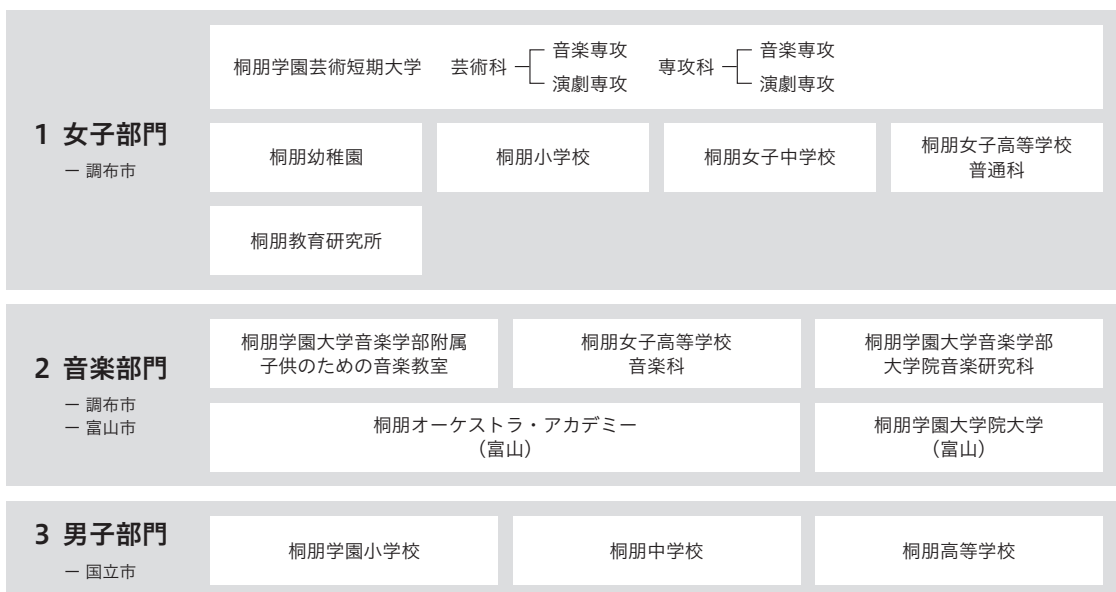 1 女子部門
― 調布市
桐朋学園芸術短期大学 芸術科 音楽専攻 演劇専攻 専攻科 音楽専攻 演劇専攻
桐朋幼稚園
桐朋小学校
桐朋女子中学校
桐朋女子高等学校
普通科
桐朋教育研究所
2 音楽部門
― 調布市
― 富山市
桐朋学園大学音楽学部附属
子供のための音楽教室
桐朋女子高等学校
音楽科
桐朋学園大学音楽学部
大学院音楽研究科
桐朋オーケストラ・アカデミー
（富山）
桐朋学園大学院大学
（富山）
3 男子部門
― 国立市
桐朋学園小学校
桐朋中学校
桐朋高等学校